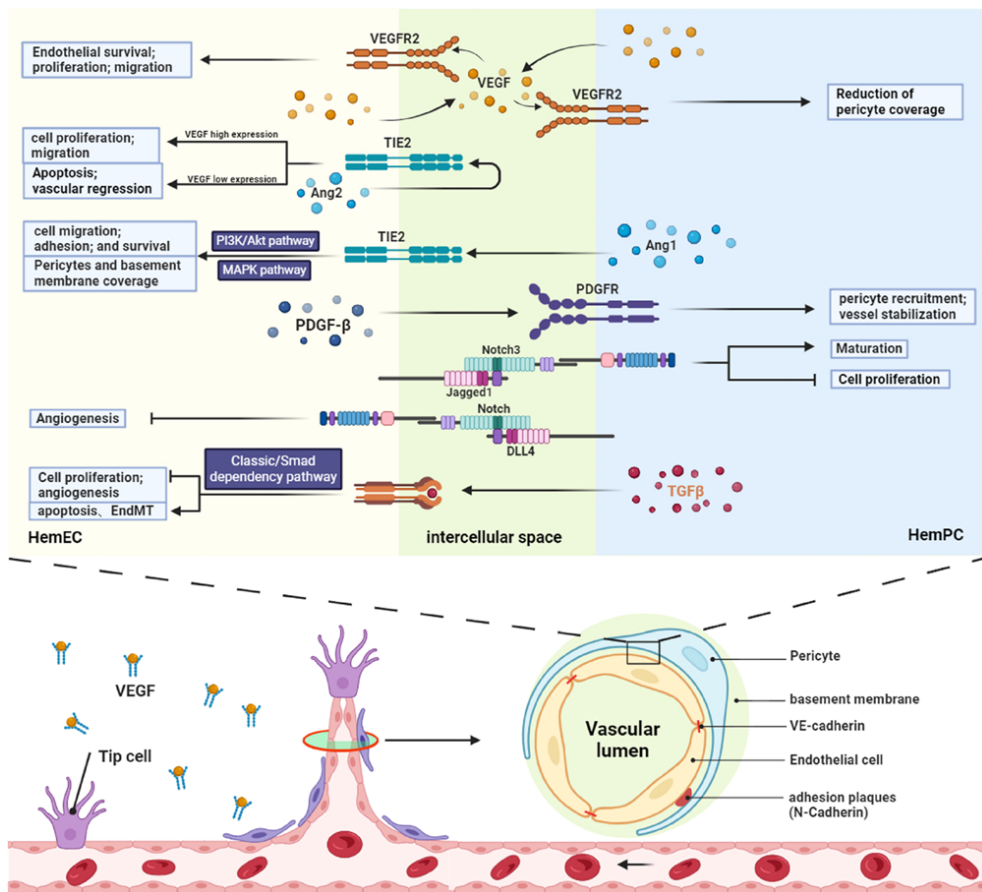 VEGFR2
Endothelial survival;
proliferation; migration
VEGF
VEGFR2
Reduction of
pericyte coverage
cell proliferation;
migration
VEGF high expression
TIE2
Apoptosis;
vascular regression
VEGF low expression
Ang2
cell migration;
adhesion; and survival
PI3K/Akt pathway
TIE2
Ang1
Pericytes and basement
membrane coverage
MAPK pathway
PDGFR
PDGF-β
pericyte recruitment;
vessel stabilization
Notch3
Maturation
Jagged1
Cell proliferation
Angiogenesis
Notch
DLL4
Classic/Smad
dependency pathway
Cell proliferation;
angiogenesis
apoptosis、EndMT
TGFβ
HemEC
intercellular space
HemPC
VEGF
Tip cell
Vascular
lumen
Pericyte
basement membrane
VE-cadherin
Endothelial cell
adhesion plaques
(N-Cadherin)